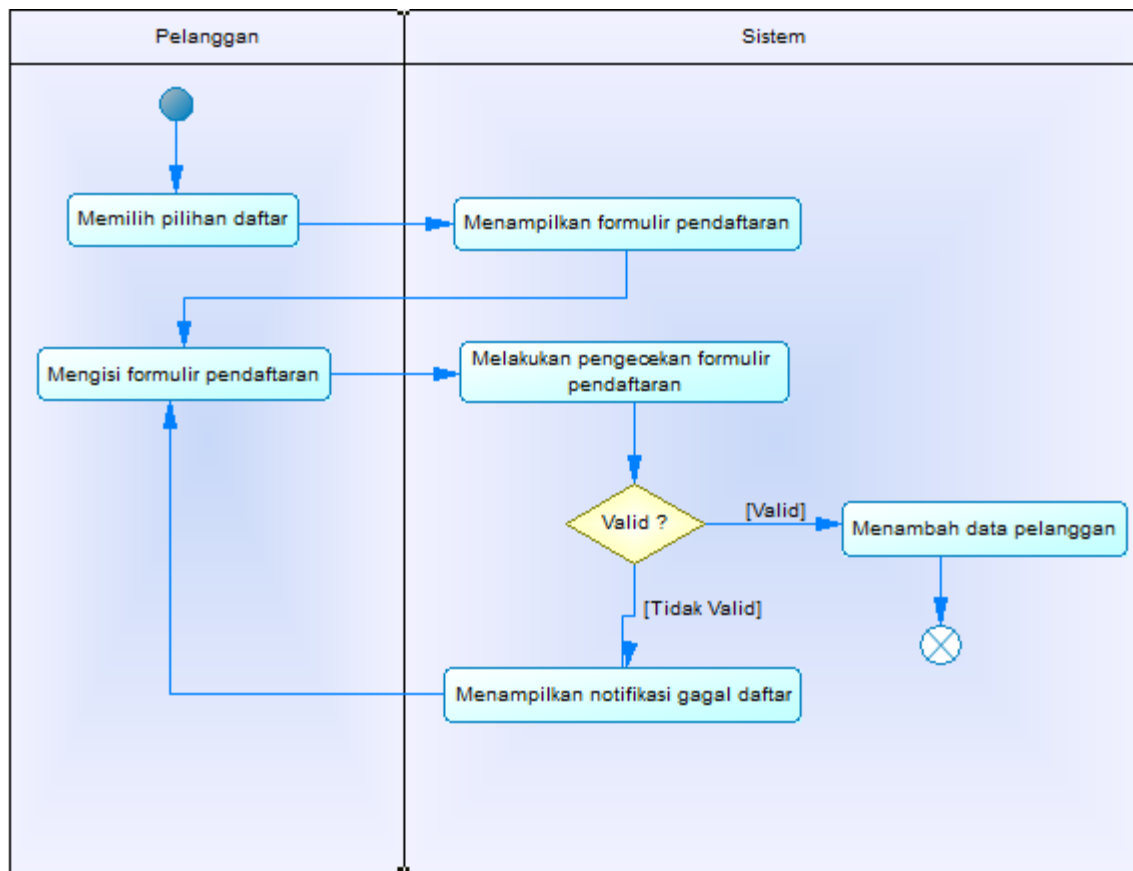 Pelanggan
Sistem
Memilih pilihan daftar
Menampilkan formulir pendaftaran
Mengisi formulir pendaftaran
Melakukan pengecekan formulir
pendaftaran
Valid ?
[Valid]
Menambah data pelanggan
[Tidak Valid]
Menampilkan notifikasi gagal daftar